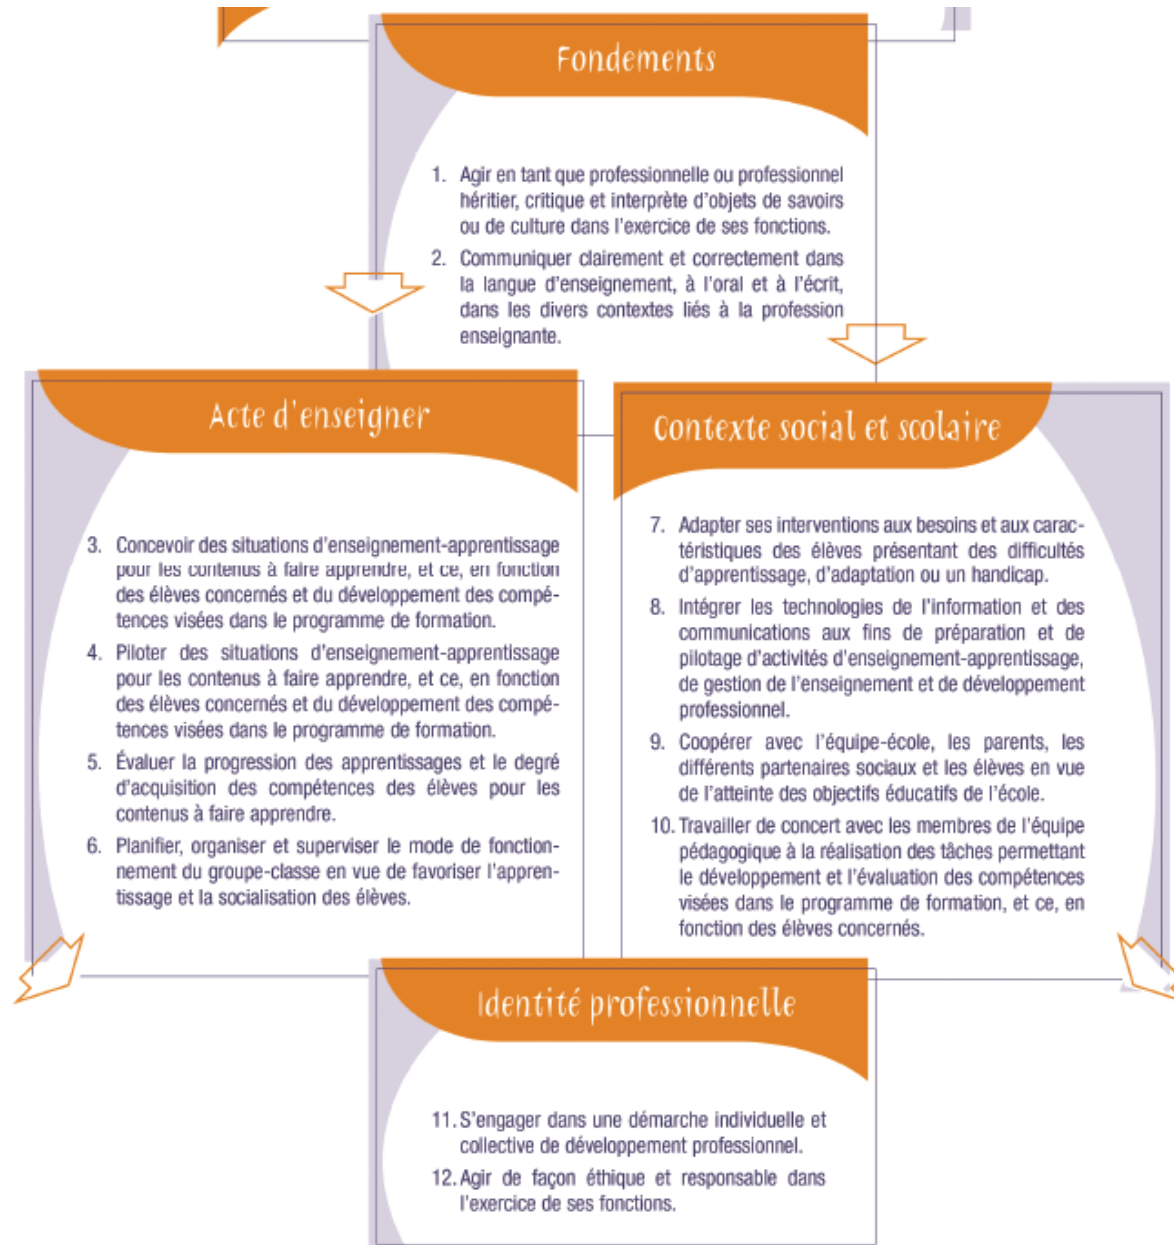 Fondements
1. Agir en tant que professionnelle ou professionnel
héritier, critique et interprète d'objets de savoirs
ou de culture dans l'exercice de ses fonctions.
2. Communiquer clairement et correctement dans
la langue d'enseignement, à l'oral et à l'écrit,
dans les divers contextes liés à la profession
enseignante.
Acte d'enseigner
3. Concevoir des situations d'enseignement-apprentissage
pour les contenus à faire apprendre, et ce, en fonction
des élèves concernés et du développement des compé-
tences visées dans le programme de formation.
4. Piloter des situations d'enseignement-apprentissage
pour les contenus à faire apprendre, et ce, en fonction
des élèves concernés et du développement des compé-
tences visées dans le programme de formation.
5. Évaluer la progression des apprentissages et le degré
d'acquisition des compétences des élèves pour les
contenus à faire apprendre.
6. Planifier, organiser et superviser le mode de fonction-
nement du groupe-classe en vue de favoriser l'appren-
tissage et la socialisation des élèves.
Contexte social et scolaire
7. Adapter ses interventions aux besoins et aux carac-
téristiques des élèves présentant des difficultés
d'apprentissage, d'adaptation ou un handicap.
8. Intégrer les technologies de l'information et des
communications aux fins de préparation et de
pilotage d'activités d'enseignement-apprentissage,
de gestion de l'enseignement et de développement
professionnel.
9. Coopérer avec l'équipe-école, les parents, les
différents partenaires sociaux et les élèves en vue
de l'atteinte des objectifs éducatifs de l'école.
10. Travailler de concert avec les membres de l'équipe
pédagogique à la réalisation des tâches permettant
le développement et l'évaluation des compétences
visées dans le programme de formation, et ce, en
fonction des élèves concernés.
Identité professionnelle
11. S'engager dans une démarche individuelle et
collective de développement professionnel.
12. Agir de façon éthique et responsable dans
l'exercice de ses fonctions.